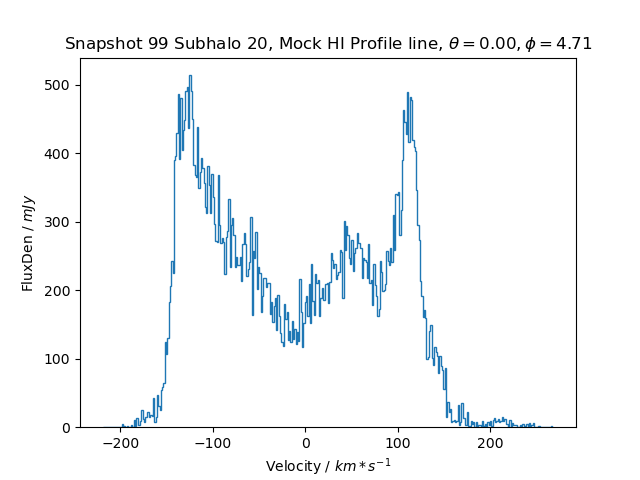 Snapshot 99 Subhalo 20, Mock HI Profile line, θ = 0.00, ϕ = 4.71
500
400
300
200
100
0
FluxDen / mJy
−200 −100 0 100 200
Velocity / km * s⁻¹